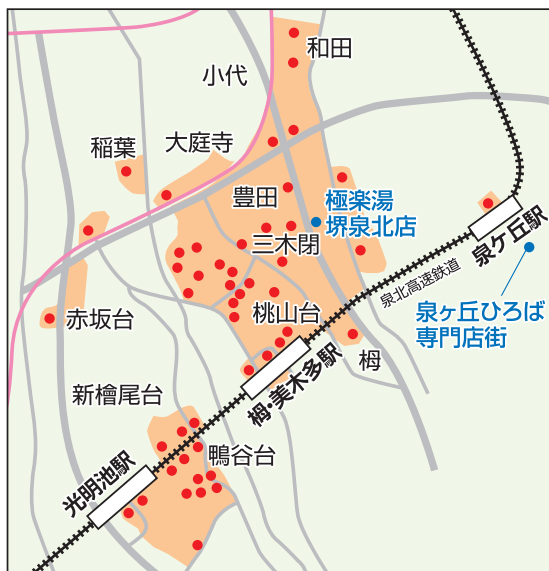 和田
小代
大庭寺
稲葉
豊田
極楽湯
堺泉北店
三木閉
泉ケ丘駅
泉北高速鉄道
泉ヶ丘ひろば
専門店街
赤坂台
桃山台
栂
栂・美木多駅
新檜尾台
鴨谷台
光明池駅